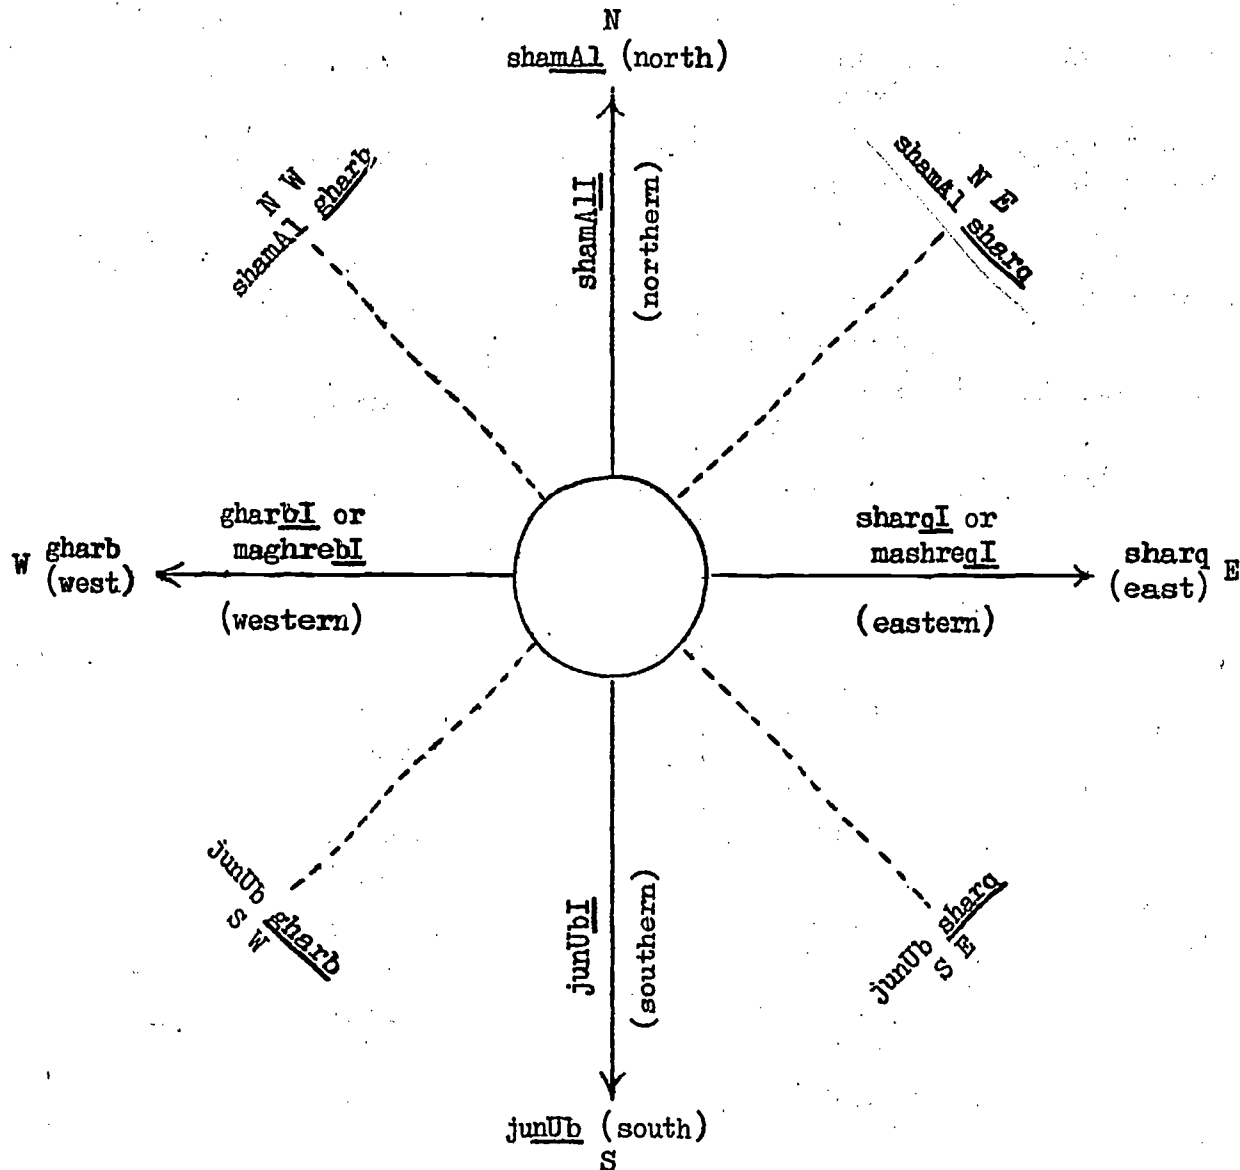 N
shamAl (north)
N W
shamAl gharb
N E
shamAl sharq
shamAlI
(northern)
gharbI or
maghrebI
W gharb
(west)
(western)
sharqI or
mashreqI
sharq E
(east)
(eastern)
junUb gharb
S W
junUbI
(southern)
junUb sharq
S E
junUb (south)
S